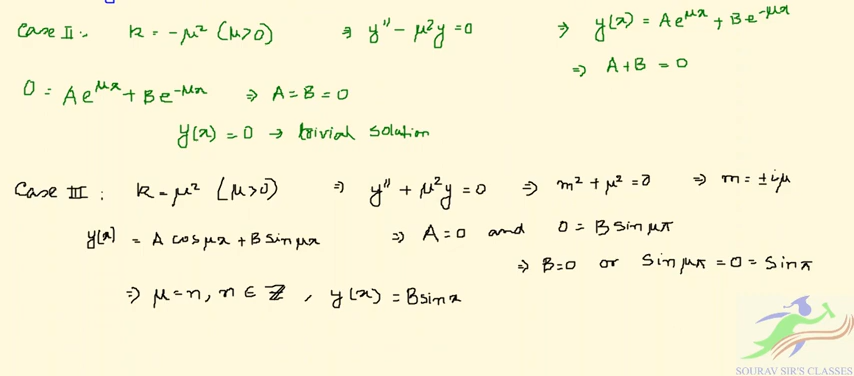 Case II :- k = -μ² (μ>0) ⇒ y'' - μ²y = 0 ⇒ y(x) = Ae^{μx} + Be^{-μx}
⇒ A+B = 0
0 = Ae^{μπ} + Be^{-μπ} ⇒ A = B = 0
y(x) = 0 → trivial solution
Case III : k = μ² (μ>0) ⇒ y'' + μ²y = 0 ⇒ m² + μ² = 0 ⇒ m = ± iμ
y(x) = A cos μx + B sin μx ⇒ A = 0 and 0 = B sin μπ
⇒ B=0 or sin μπ = 0 = sin π
⇒ μ = n, n ∈ ℤ, y(x) = B sin x
SOURAV SIR'S CLASSES